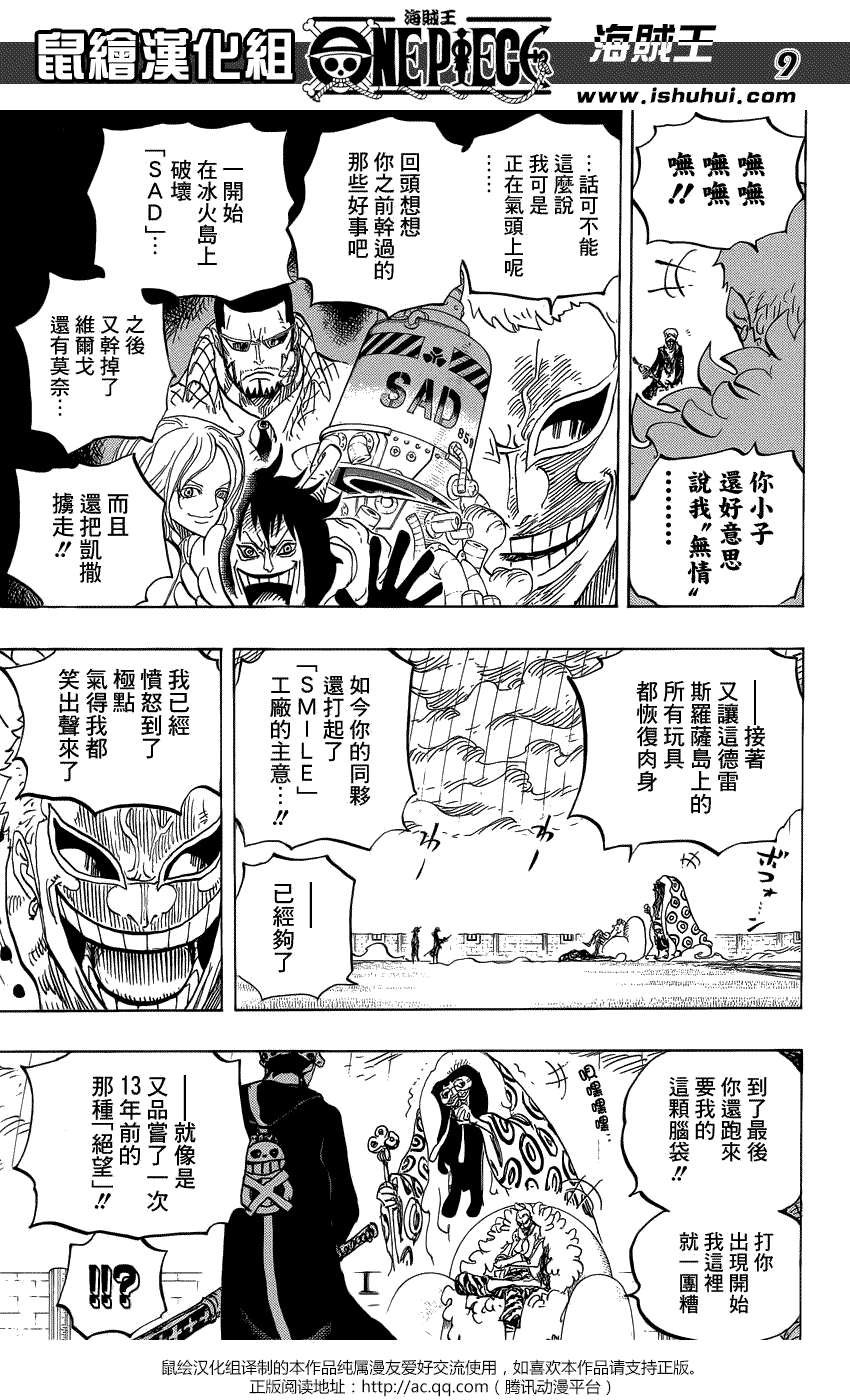 鼠繪漢化組
海賊王
ONE PIECE
海賊王
9
www.ishuhui.com
嘸嘸嘸
嘸嘸嘸
!!
你小子
還好意思
說我"無情"
………
…話可不能
這麼說
我可是
正在氣頭上呢
……
回頭想想
你之前幹過的
那些好事吧
一開始
在冰火島上
破壞
「SAD」…
之後
又幹掉了
維爾戈
還有莫奈…
而且
還把凱撒
擄走!!
SAD
——接著
又讓這德雷
斯羅薩島上的
所有玩具
都恢復肉身
如今你的同夥
還打起了
「SMILE」
工廠的主意…!!
——
已經夠了
我已經
憤怒到了
極點
氣得我都
笑出聲來了
到了最後
你還跑來
要我的
這顆腦袋!!
打你
出現開始
我這裡
就一團糟
唄嘿嘿嘿…
——就像是
又品嘗了一次
13年前的
那種「絕望」!!
!!?
鼠绘汉化组译制的本作品纯属漫友爱好交流使用，如喜欢本作品请支持正版。
正版阅读地址：http://ac.qq.com（腾讯动漫平台）